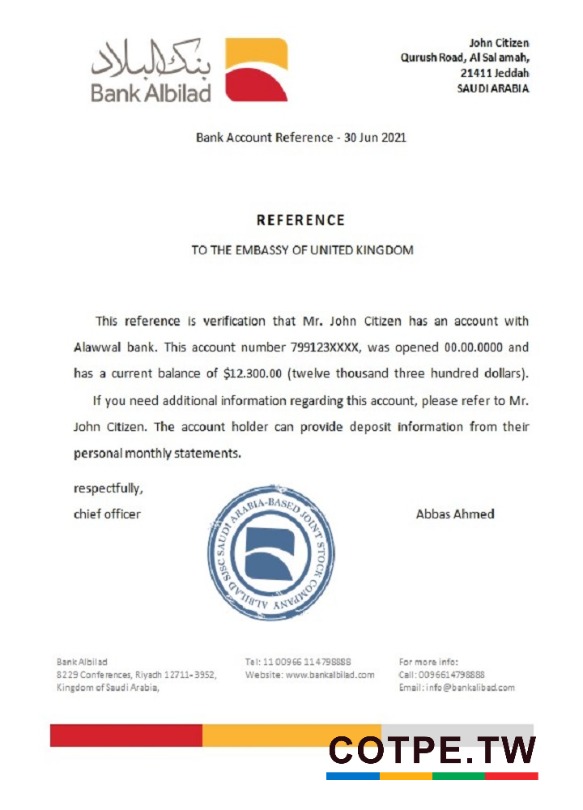 بنك البلاد
Bank Albilad
John Citizen
Qurush Road, Al Salamah,
21411 Jeddah
SAUDI ARABIA
Bank Account Reference - 30 Jun 2021
REFERENCE
TO THE EMBASSY OF UNITED KINGDOM
This reference is verification that Mr. John Citizen has an account with
Alawwal bank. This account number 799123XXXX, was opened 00.00.0000 and
has a current balance of $12.300.00 (twelve thousand three hundred dollars).
If you need additional information regarding this account, please refer to Mr.
John Citizen. The account holder can provide deposit information from their
personal monthly statements.
respectfully,
chief officer
Abbas Ahmed
ALBILAD SJSC SAUDI ARABIA-BASED JOINT STOCK COMPANY
Bank Albilad
8229 Conferences, Riyadh 12711-3952,
Kingdom of Saudi Arabia,
Tel: 11 00966 11 4798888
Website: www.bankalbilad.com
For more info:
Call: 0096614798888
Email: info@bankalibad.com
COTPE.TW